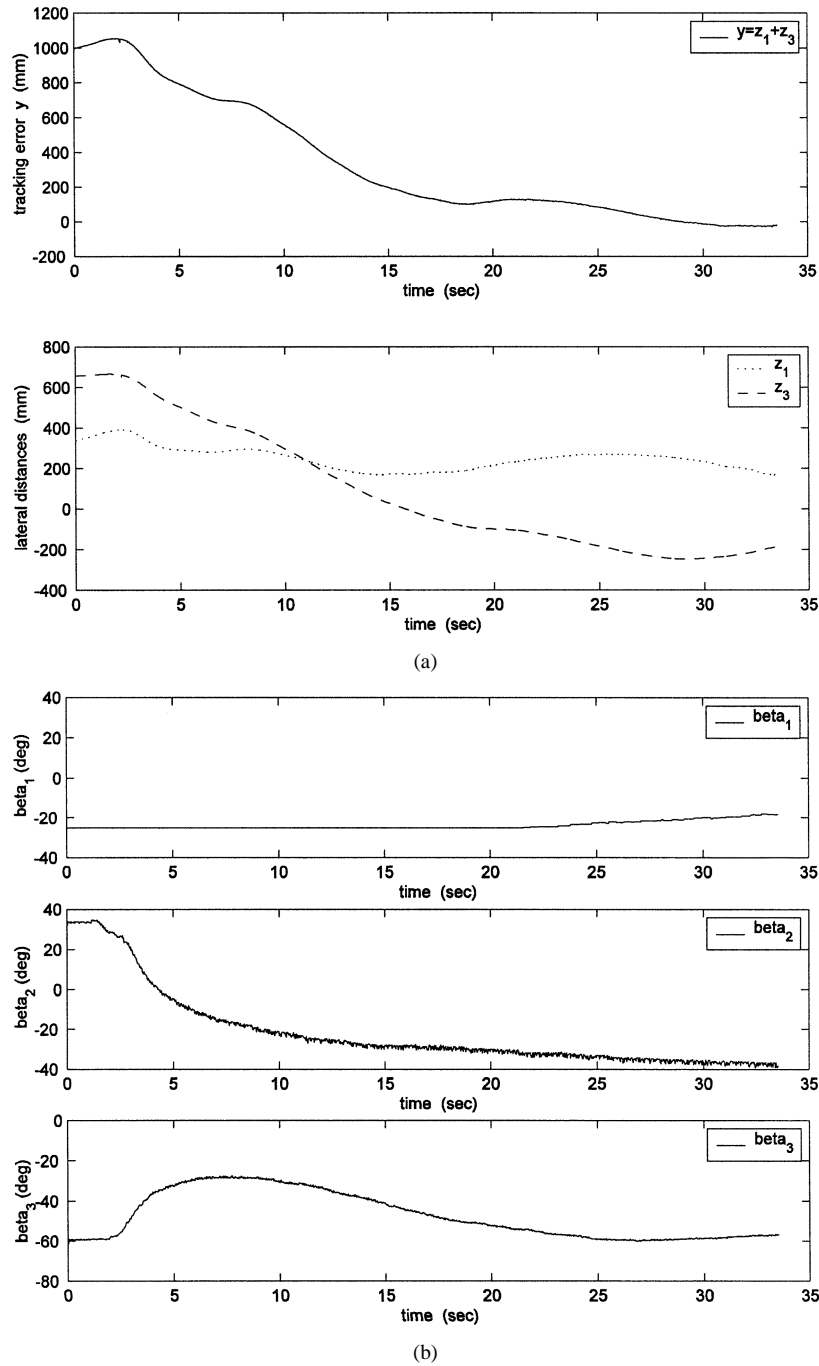 1200
1000
800
600
400
200
0
-200
tracking error y (mm)
y=z₁+z₃
0 5 10 15 20 25 30 35
time (sec)
800
600
400
200
0
-200
-400
lateral distances (mm)
z₁
z₃
0 5 10 15 20 25 30 35
time (sec)
(a)
40
20
0
-20
-40
beta₁ (deg)
beta₁
0 5 10 15 20 25 30 35
time (sec)
40
20
0
-20
-40
beta₂ (deg)
beta₂
0 5 10 15 20 25 30 35
time (sec)
0
-20
-40
-60
-80
beta₃ (deg)
beta₃
0 5 10 15 20 25 30 35
time (sec)
(b)